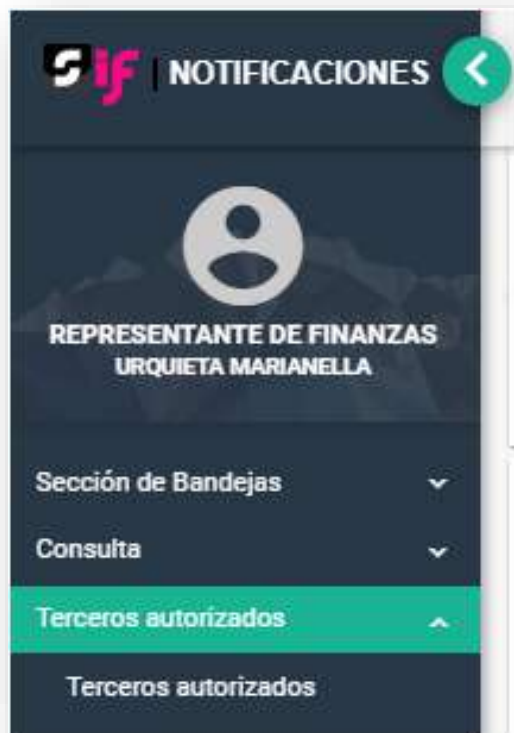 sif | NOTIFICACIONES
REPRESENTANTE DE FINANZAS
URQUIETA MARIANELLA
Sección de Bandejas
Consulta
Terceros autorizados
Terceros autorizados